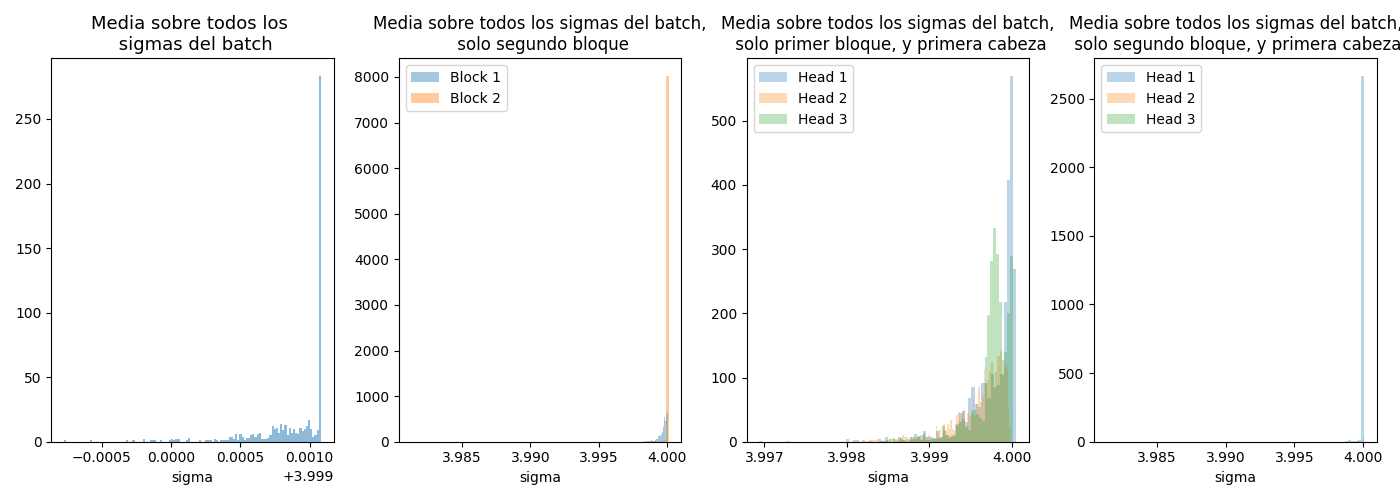 Media sobre todos los
sigmas del batch
Media sobre todos los sigmas del batch,
solo segundo bloque
Media sobre todos los sigmas del batch,
solo primer bloque, y primera cabeza
Media sobre todos los sigmas del batch,
solo segundo bloque, y primera cabeza
250
200
150
100
50
0
−0.0005 0.0000 0.0005 0.0010
sigma
+3.999
Block 1
Block 2
8000
7000
6000
5000
4000
3000
2000
1000
0
3.985 3.990 3.995 4.000
sigma
Head 1
Head 2
Head 3
500
400
300
200
100
0
3.997 3.998 3.999 4.000
sigma
Head 1
Head 2
Head 3
2500
2000
1500
1000
500
0
3.985 3.990 3.995 4.000
sigma